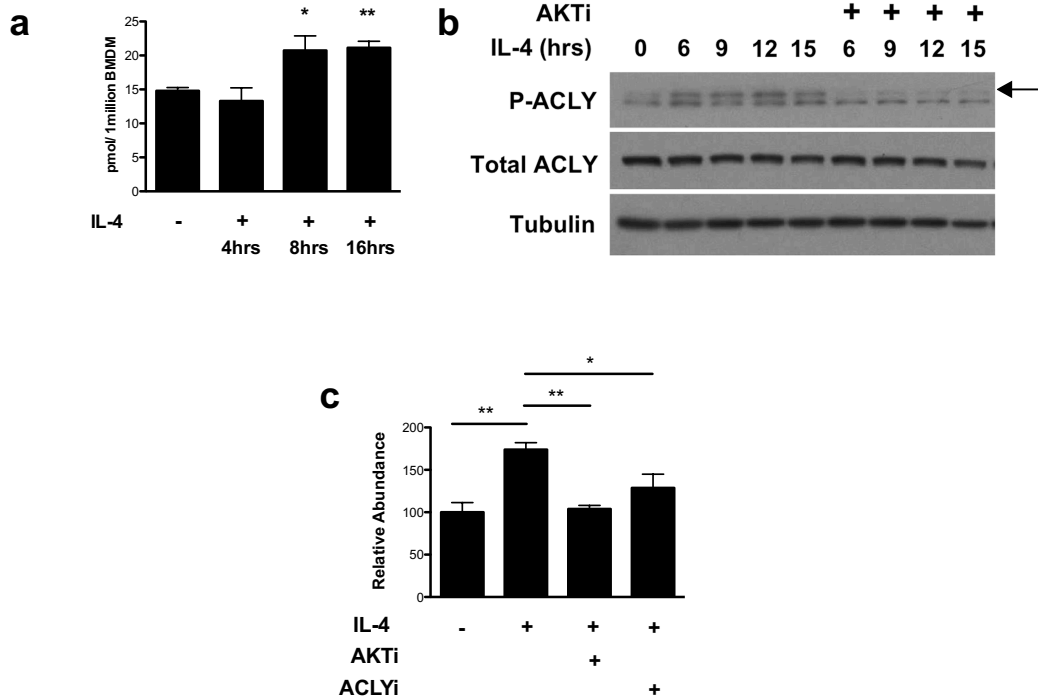 a
25
20
15
10
5
0
pmol/ 1million BMDM
* **
IL-4 - + + +
4hrs 8hrs 16hrs
b
AKTi + + + +
IL-4 (hrs) 0 6 9 12 15 6 9 12 15
P-ACLY
Total ACLY
Tubulin
c
*
** **
200
150
100
50
0
Relative Abundance
IL-4 - + + +
AKTi +
ACLYi +